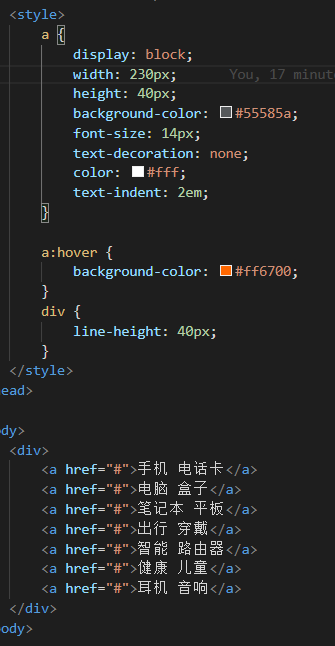 <style>
a {
display: block;
width: 230px; You, 17 minute
height: 40px;
background-color: #55585a;
font-size: 14px;
text-decoration: none;
color: #fff;
text-indent: 2em;
}
a:hover {
background-color: #ff6700;
}
div {
line-height: 40px;
}
</style>
ead>
ody>
<div>
<a href="#">手机 电话卡</a>
<a href="#">电脑 盒子</a>
<a href="#">笔记本 平板</a>
<a href="#">出行 穿戴</a>
<a href="#">智能 路由器</a>
<a href="#">健康 儿童</a>
<a href="#">耳机 音响</a>
</div>
ody>